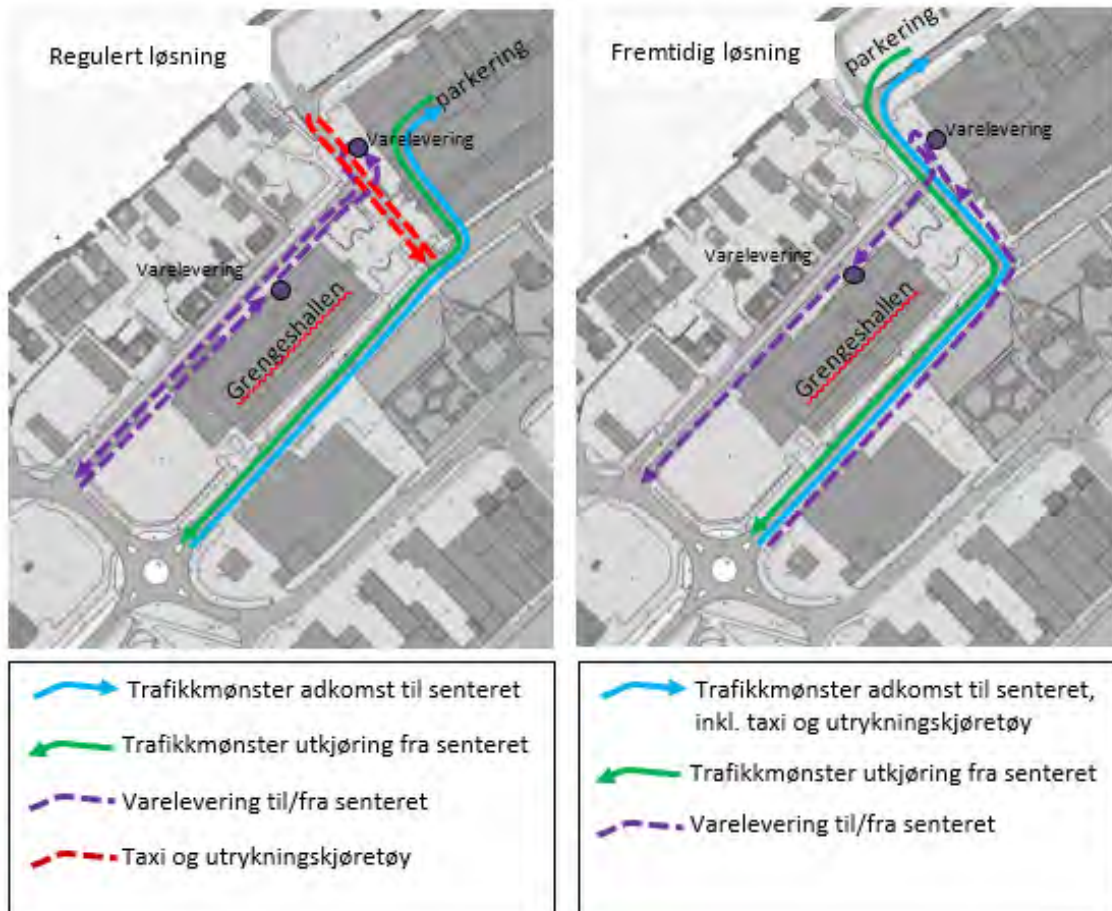 Regulert løsning
parkering
Varelevering
Varelevering
Grengeshallen
Trafikkmønster adkomst til senteret
Trafikkmønster utkjøring fra senteret
Varelevering til/fra senteret
Taxi og utrykningskjøretøy
Fremtidig løsning
parkering
Varelevering
Varelevering
Grengeshallen
Trafikkmønster adkomst til senteret,
inkl. taxi og utrykningskjøretøy
Trafikkmønster utkjøring fra senteret
Varelevering til/fra senteret